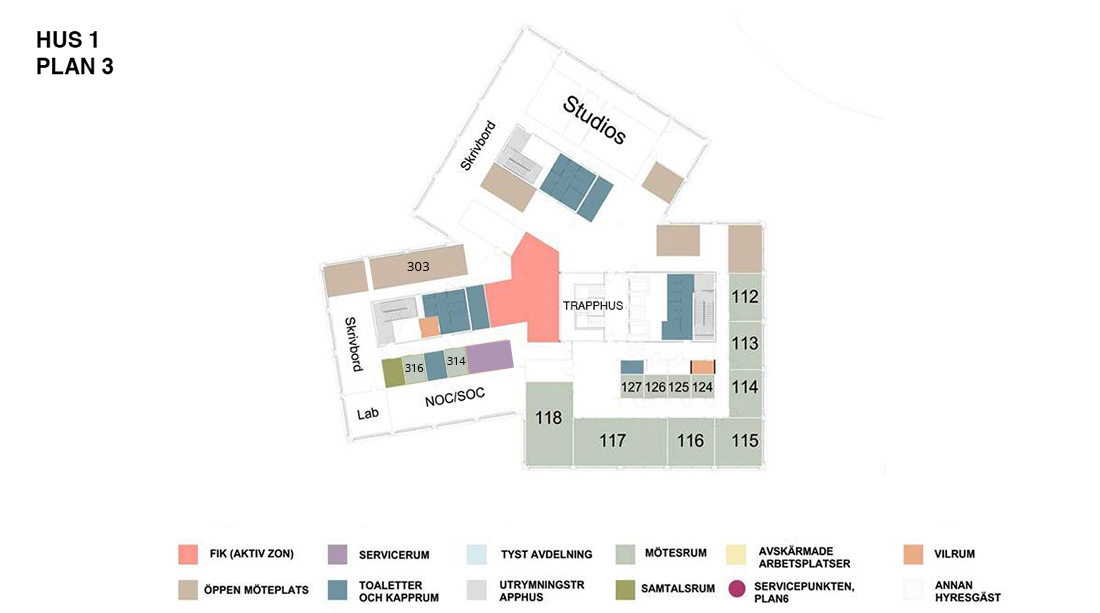 HUS 1
PLAN 3
Studios
Skrivbord
303
TRAPPHUS
112
Skrivbord
113
316
314
127
126
125
124
114
Lab
NOC/SOC
118
117
116
115
FIK (AKTIV ZON)
SERVICERUM
TYST AVDELNING
MÖTESRUM
AVSKÄRMADE
ARBETSPLATSER
VILRUM
ÖPPEN MÖTEPLATS
TOALETTER
OCH KAPPRUM
UTRYMNINGSTR
APPHUS
SAMTALSRUM
SERVICEPUNKTEN,
PLAN6
ANNAN
HYRESGÄST